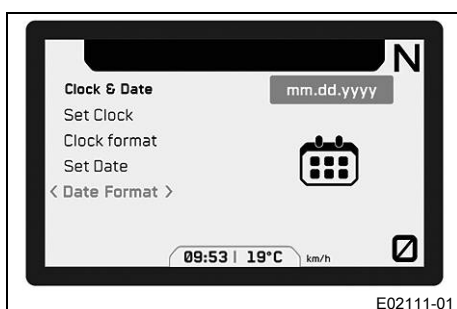 N
Clock & Date
mm.dd.yyyy
Set Clock
Clock format
Set Date
< Date Format >
09:53 | 19°C km/h
0
E02111-01